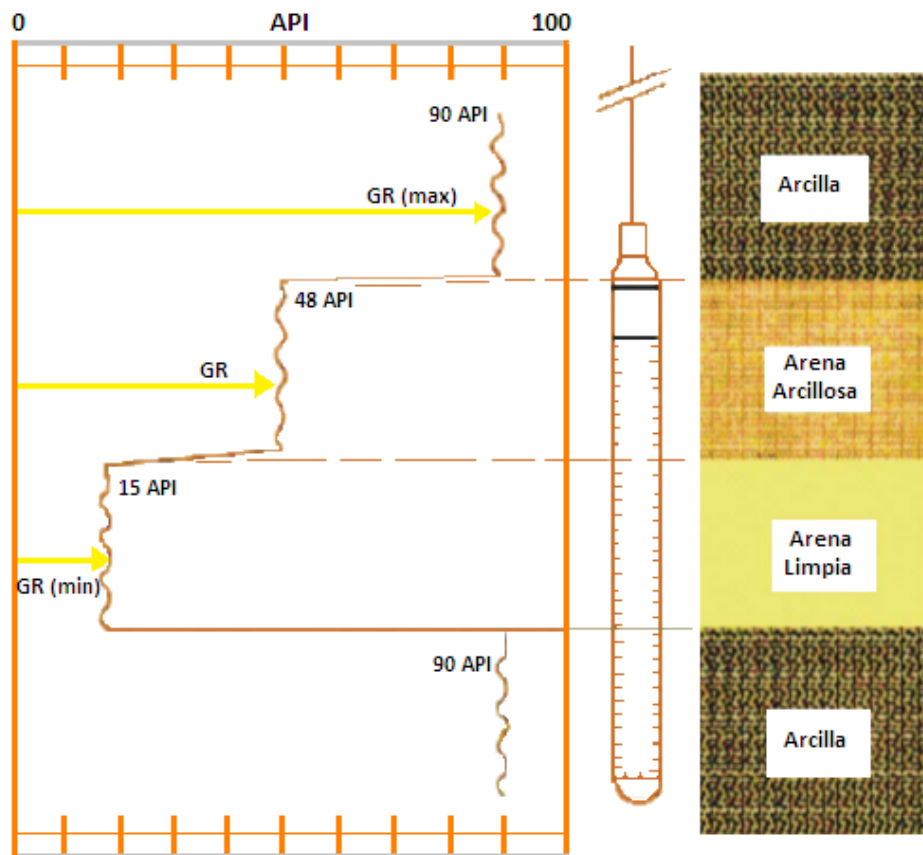 0 API 100
90 API
GR (max)
48 API
GR
15 API
GR (min)
90 API
Arcilla
Arena
Arcillosa
Arena
Limpia
Arcilla